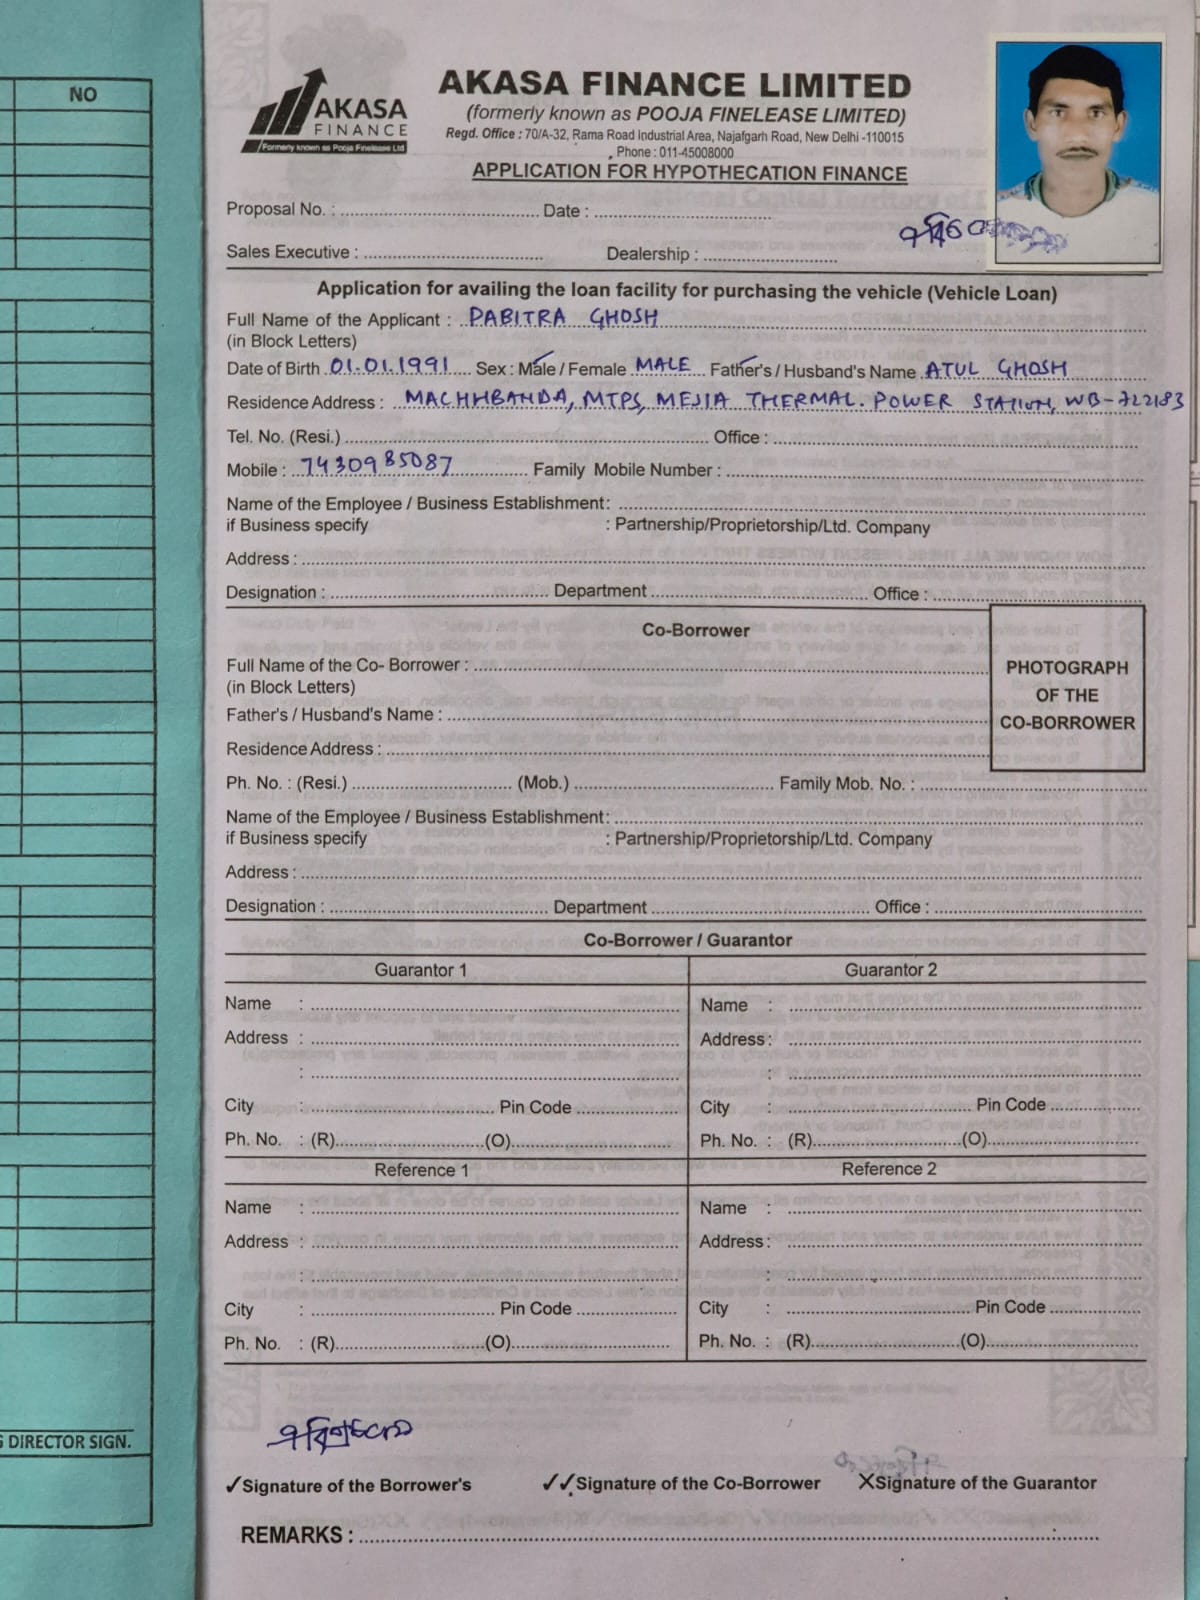 NO
AKASA
FINANCE
Formerly known as Pooja Finelease Ltd
AKASA FINANCE LIMITED
(formerly known as POOJA FINELEASE LIMITED)
Regd. Office : 70/A-32, Rama Road Industrial Area, Najafgarh Road, New Delhi -110015
Phone : 011-45008000
APPLICATION FOR HYPOTHECATION FINANCE
Proposal No. : Date :
Sales Executive : Dealership :
Application for availing the loan facility for purchasing the vehicle (Vehicle Loan)
Full Name of the Applicant : PABITRA GHOSH
(in Block Letters)
Date of Birth 01.01.1991 Sex : Male / Female MALE Father's / Husband's Name ATUL GHOSH
Residence Address : MACHHBANDA, MTPS, MEJIA THERMAL. POWER STATION, WB-722183
Tel. No. (Resi.) Office :
Mobile : 7430985087 Family Mobile Number :
Name of the Employee / Business Establishment:
if Business specify : Partnership/Proprietorship/Ltd. Company
Address :
Designation : Department Office :
Co-Borrower
Full Name of the Co- Borrower :
(in Block Letters)
PHOTOGRAPH
OF THE
CO-BORROWER
Father's / Husband's Name :
Residence Address :
Ph. No. : (Resi.) (Mob.) Family Mob. No. :
Name of the Employee / Business Establishment:
if Business specify : Partnership/Proprietorship/Ltd. Company
Address :
Designation : Department Office :
Co-Borrower / Guarantor
Guarantor 1 Guarantor 2
Name : Name :
Address : Address :
: :
City : Pin Code City : Pin Code
Ph. No. : (R) (O) Ph. No. : (R) (O)
Reference 1 Reference 2
Name : Name :
Address : Address :
: :
City : Pin Code City : Pin Code
Ph. No. : (R) (O) Ph. No. : (R) (O)
DIRECTOR SIGN.
✓Signature of the Borrower's ✓✓Signature of the Co-Borrower XSignature of the Guarantor
REMARKS :